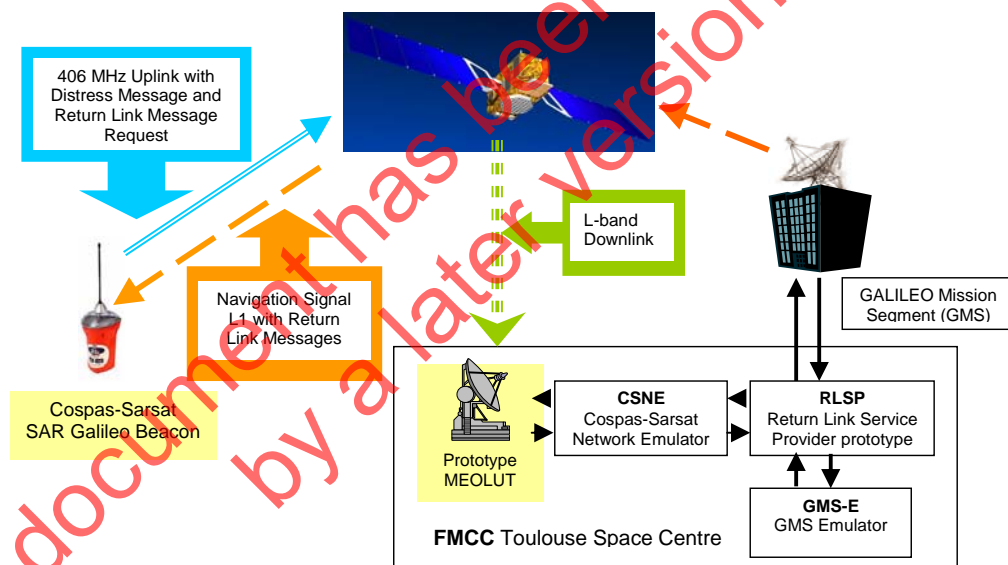 406 MHz Uplink with
Distress Message and
Return Link Message
Request
L-band
Downlink
Navigation Signal
L1 with Return
Link Messages
GALILEO Mission
Segment (GMS)
Cospas-Sarsat
SAR Galileo Beacon
Prototype
MEOLUT
CSNE
Cospas-Sarsat
Network Emulator
RLSP
Return Link Service
Provider prototype
GMS-E
GMS Emulator
FMCC Toulouse Space Centre
document has been
by a later version